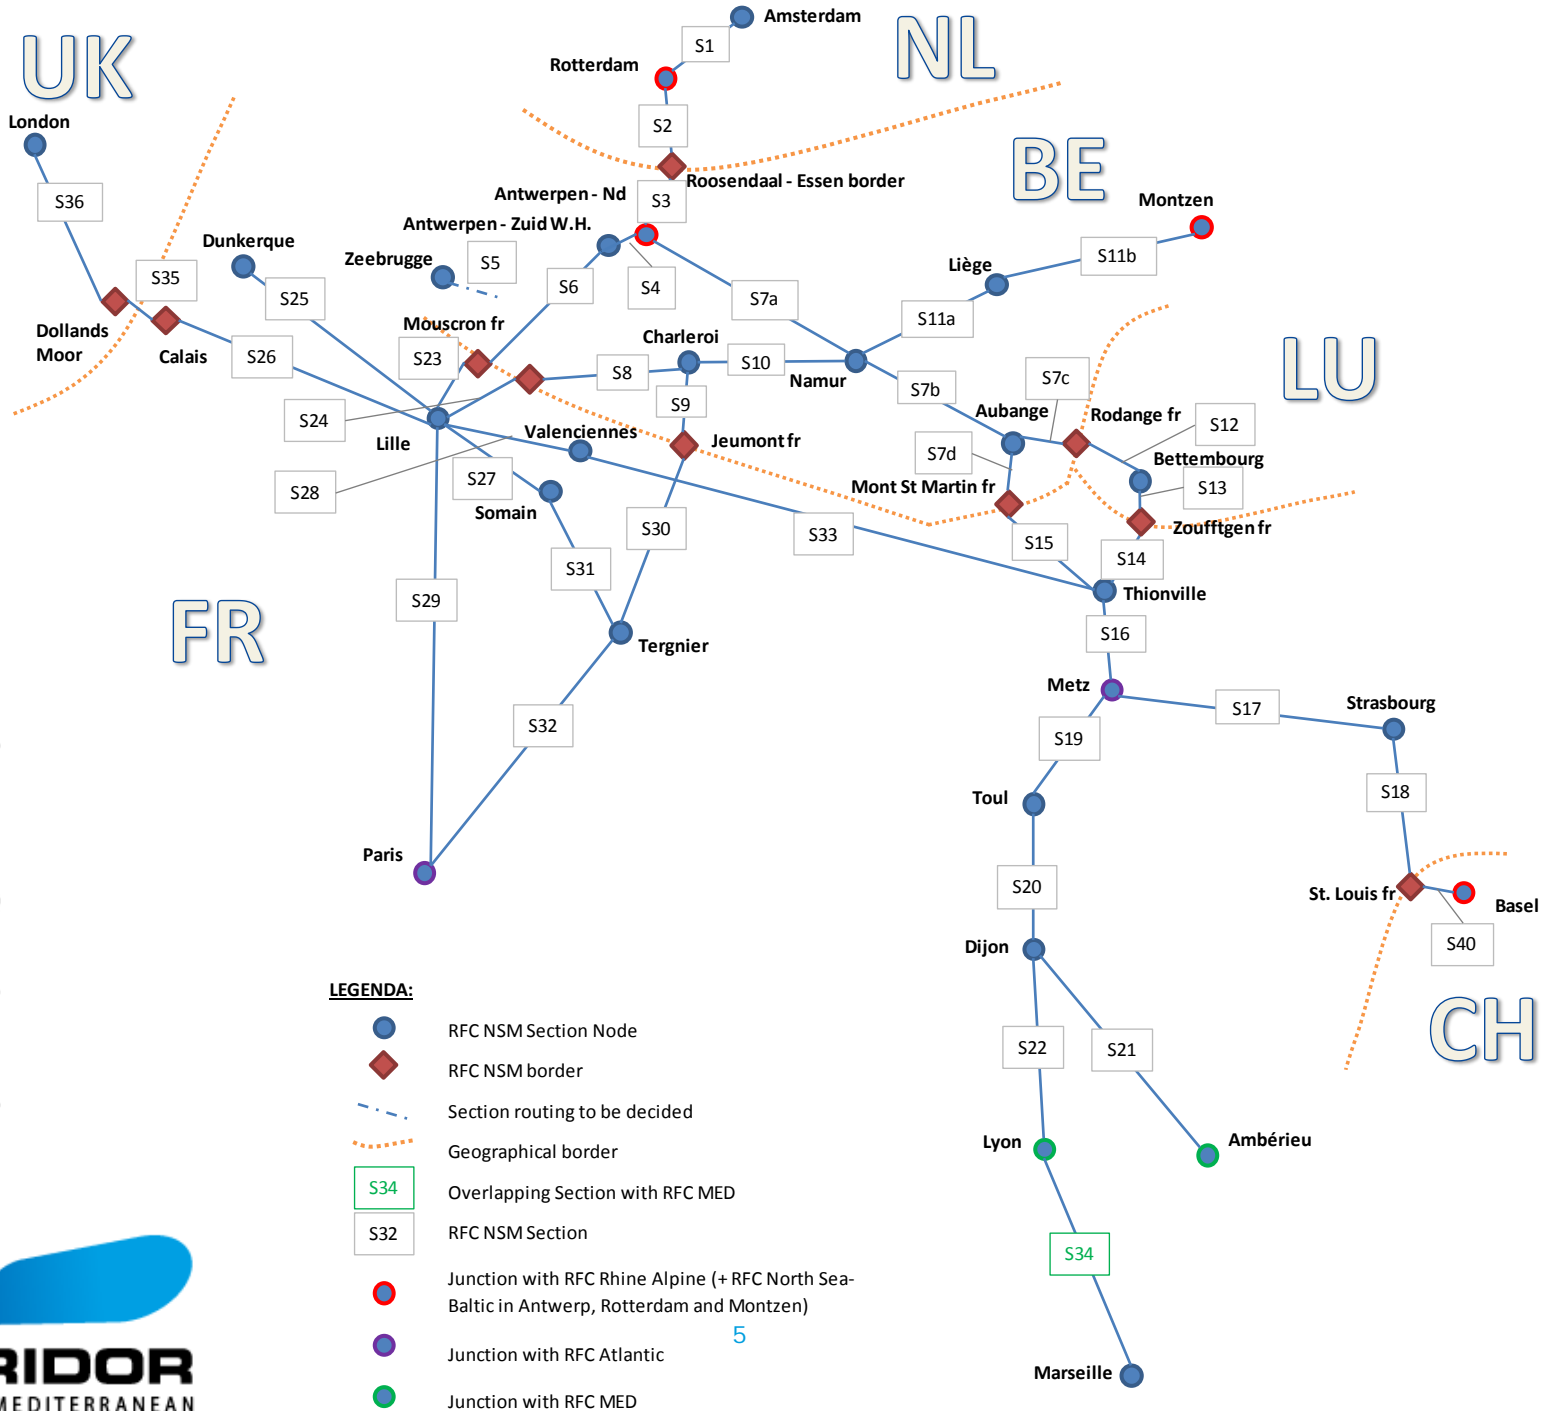 Amsterdam
S1
NL
UK
Rotterdam
London
S2
BE
Roosendaal - Essen border
Antwerpen - Nd
S3
Montzen
S36
Antwerpen - Zuid W.H.
Dunkerque
Zeebrugge
S5
S11b
Liège
S35
S25
S6
S4
S7a
S11a
Dollands
Moor
Calais
Mouscron fr
Charleroi
S26
S23
S8
S10
Namur
LU
S7c
S7b
S9
Aubange
Rodange fr
S24
Lille
Valenciennes
Jeumont fr
S12
S7d
Bettembourg
S28
S27
Mont St Martin fr
S13
Somain
S30
S33
Zoufftgen fr
S15
S14
S31
S29
Thionville
FR
S16
Tergnier
Metz
S17
Strasbourg
S32
S19
S18
Toul
Paris
S20
St. Louis fr
Basel
S40
Dijon
CH
LEGENDA:
RFC NSM Section Node
S22
S21
RFC NSM border
Section routing to be decided
Geographical border
Lyon
Ambérieu
S34
Overlapping Section with RFC MED
S32
RFC NSM Section
S34
Junction with RFC Rhine Alpine (+ RFC North Sea-
Baltic in Antwerp, Rotterdam and Montzen)
5
Junction with RFC Atlantic
Marseille
Junction with RFC MED
RIDOR
MEDITERRANEAN